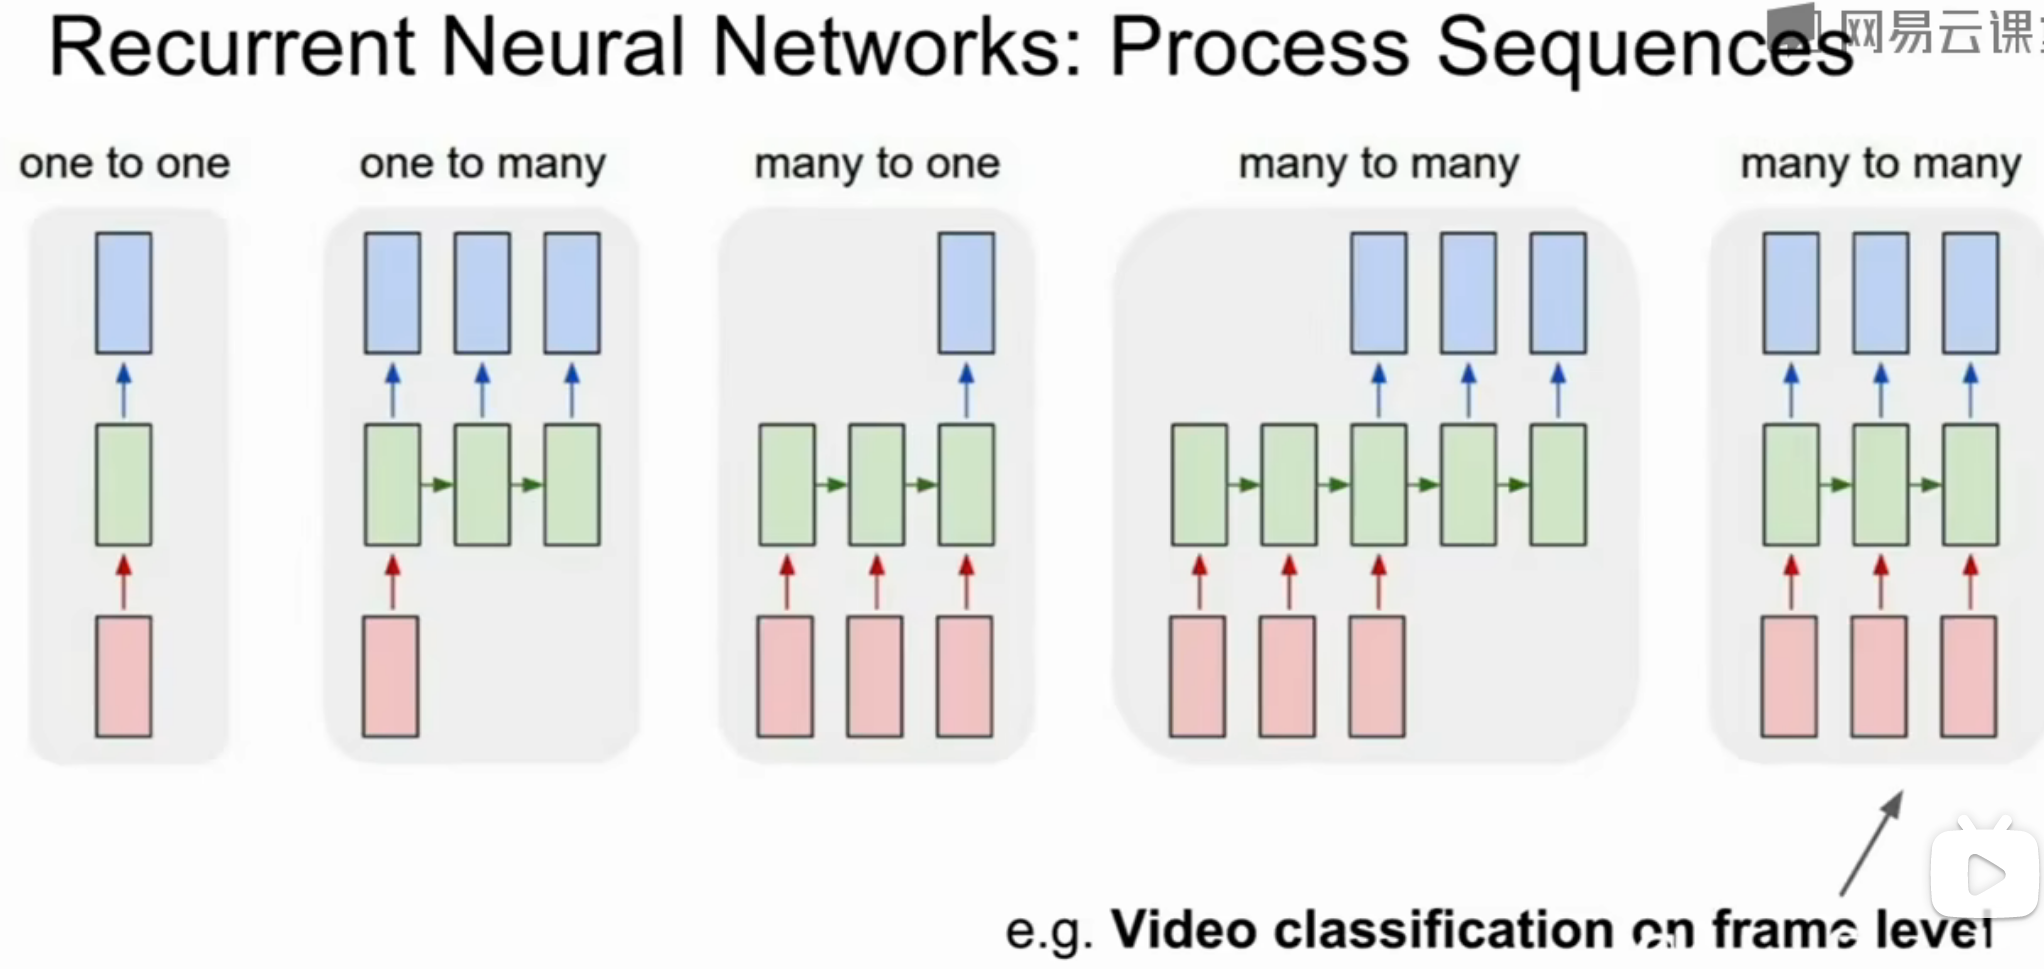 Recurrent Neural Networks: Process Sequences
网易云课
one to one
one to many
many to one
many to many
many to many
e.g. Video classification on frame level